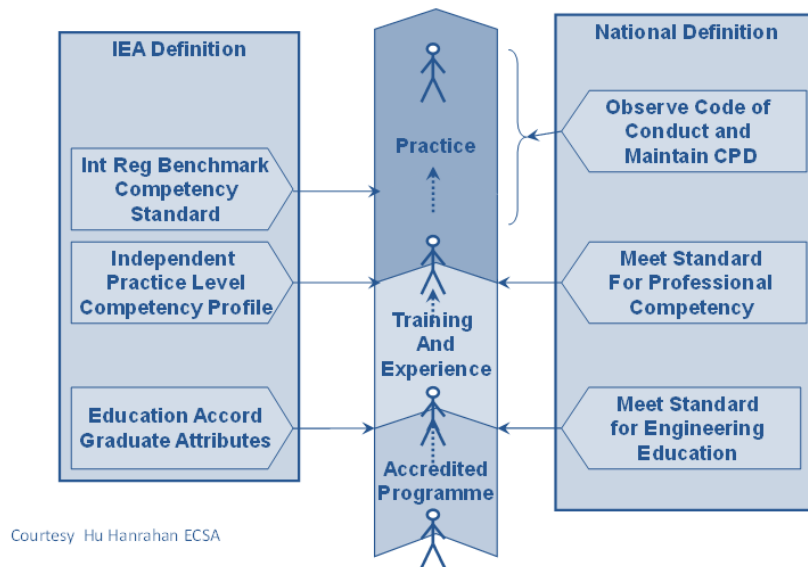 IEA Definition
Int Reg Benchmark
Competency
Standard
Independent
Practice Level
Competency Profile
Education Accord
Graduate Attributes
Practice
Training
And
Experience
Accredited
Programme
National Definition
Observe Code of
Conduct and
Maintain CPD
Meet Standard
For Professional
Competency
Meet Standard
for Engineering
Education
Courtesy Hu Hanrahan ECSA